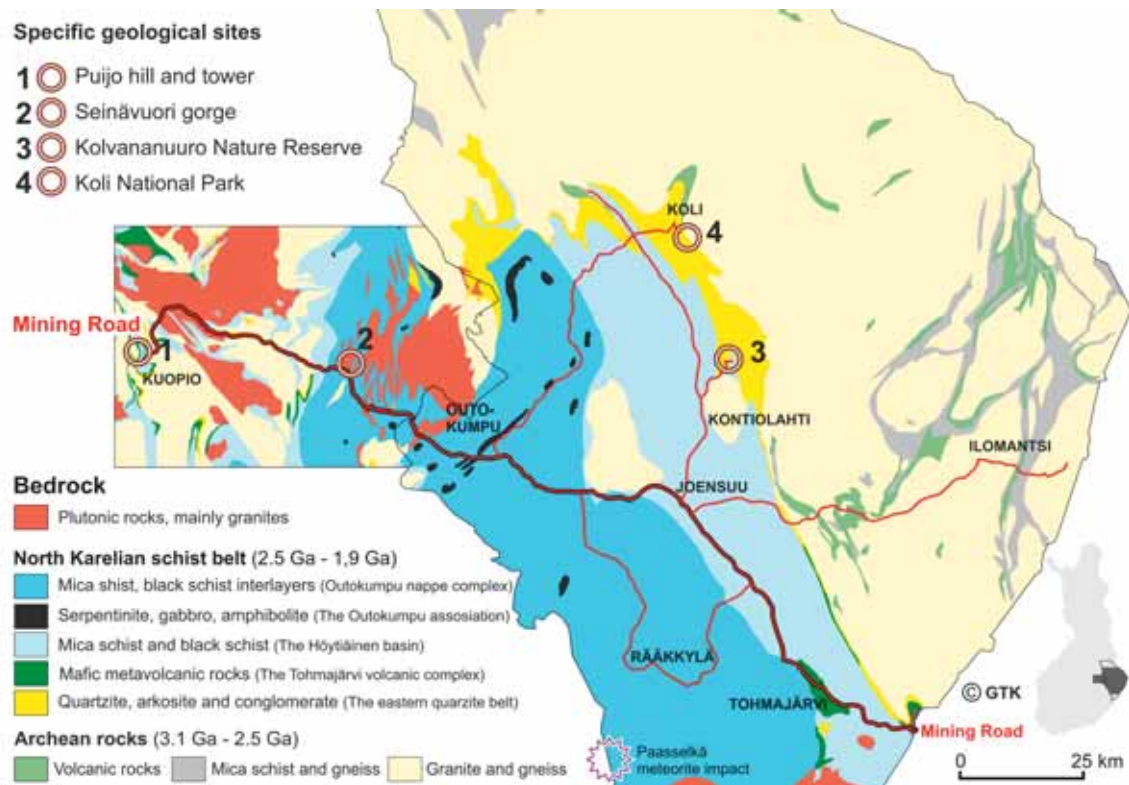 Specific geological sites
1 Puijo hill and tower
2 Seinävuori gorge
3 Kolvananuuro Nature Reserve
4 Koli National Park
KOLI
4
Mining Road
1
2
3
KUOPIO
OUTO-
KUMPU
KONTIOLAHTI
ILOMANTSI
JOENSUU
Bedrock
Plutonic rocks, mainly granites
North Karelian schist belt (2.5 Ga - 1,9 Ga)
Mica shist, black schist interlayers (Outokumpu nappe complex)
Serpentinite, gabbro, amphibolite (The Outokumpu assosiation)
Mica schist and black schist (The Höytiäinen basin)
Mafic metavolcanic rocks (The Tohmajärvi volcanic complex)
Quartzite, arkosite and conglomerate (The eastern quarzite belt)
RÄÄKKYLÄ
TOHMAJÄRVI
© GTK
Mining Road
Archean rocks (3.1 Ga - 2.5 Ga)
Volcanic rocks
Mica schist and gneiss
Granite and gneiss
Paasselkä
meteorite impact
0 25 km